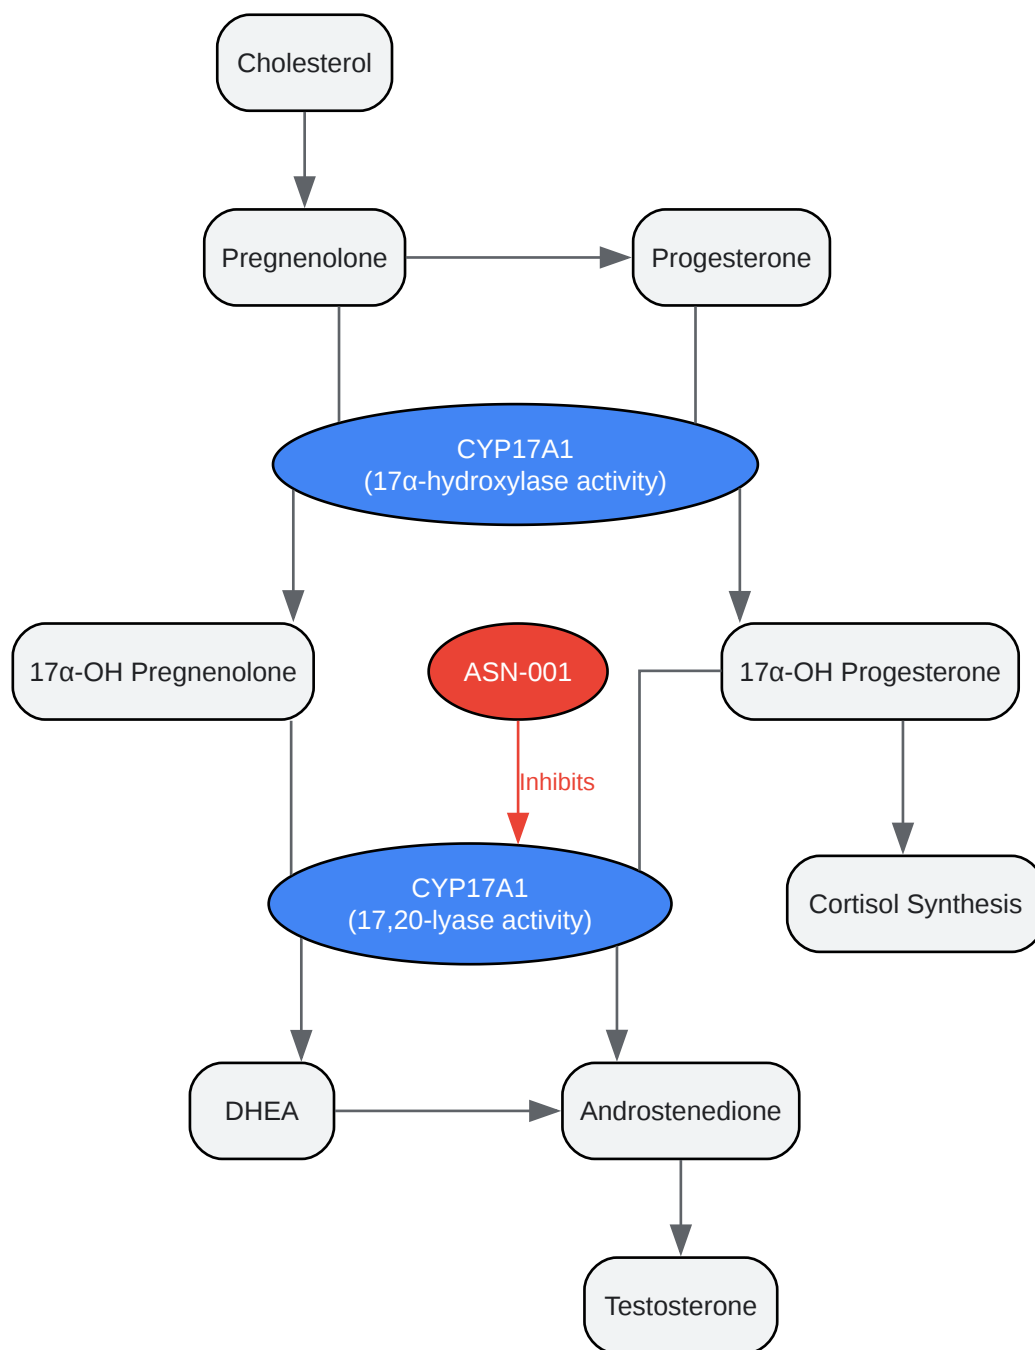 Cholesterol
Pregnenolone
Progesterone
CYP17A1
(17α-hydroxylase activity)
17α-OH Pregnenolone
ASN-001
17α-OH Progesterone
Inhibits
CYP17A1
(17,20-lyase activity)
Cortisol Synthesis
DHEA
Androstenedione
Testosterone